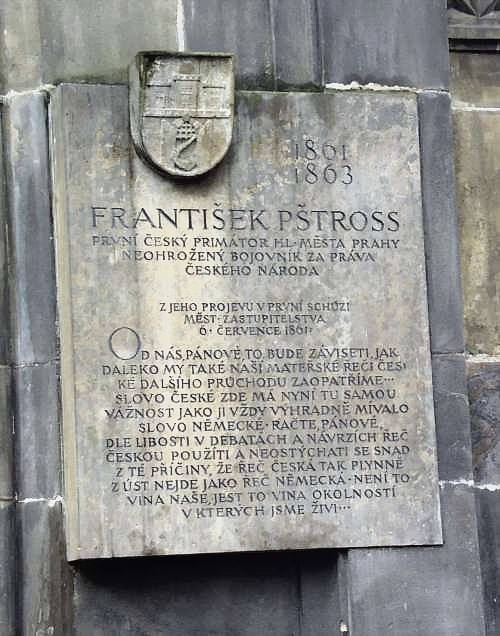 1861
1863
FRANTIŠEK PŠTROSS
PRVNÍ ČESKÝ PRIMÁTOR HL·MĚSTA PRAHY
NEOHROŽENÝ BOJOVNÍK ZA PRÁVA
ČESKÉHO NÁRODA
Z JEHO PROJEVU V PRVNÍ SCHŮZI
MĚST·ZASTUPITELSTVA
6· ČERVENCE 1861·
OD NÁS, PÁNOVÉ, TO BUDE ZÁVISETI, JAK
DALEKO MY TAKÉ NAŠÍ MATEŘSKÉ ŘEČI ČES-
KÉ DALŠÍHO PRŮCHODU ZAOPATŘÍME···
SLOVO ČESKÉ ZDE MÁ NYNÍ TU SAMOU
VÁŽNOST JAKO JI VŽDY VÝHRADNĚ MÍVALO
SLOVO NĚMECKÉ· RAČTE, PÁNOVÉ,
DLE LIBOSTI V DEBATÁCH A NÁVRZÍCH ŘEČ
ČESKOU POUŽÍTI A NEOSTÝCHATI SE SNAD
Z TÉ PŘÍČINY, ŽE ŘEČ ČESKÁ TAK PLYNNĚ
Z ÚST NEJDE JAKO NĚMECKÁ· NENÍ TO
VINA NAŠE, JEST TO VINA OKOLNOSTÍ
V KTERÝCH JSME ŽIVI···